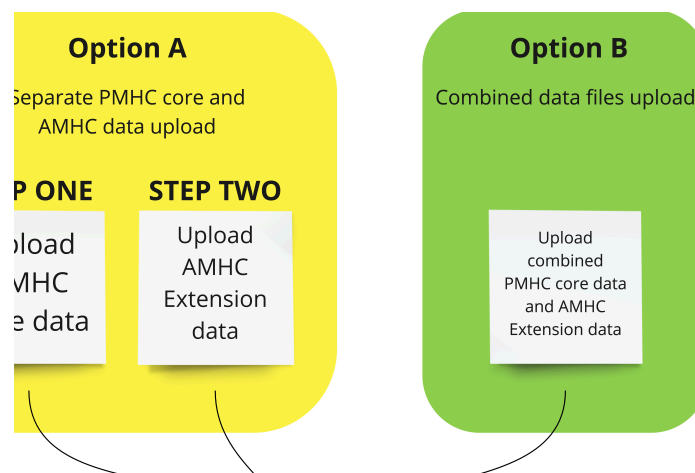 Option A
Separate PMHC core and
AMHC data upload
P ONE
STEP TWO
pload
MHC
e data
Upload
AMHC
Extension
data
Option B
Combined data files upload
Upload
combined
PMHC core data
and AMHC
Extension data